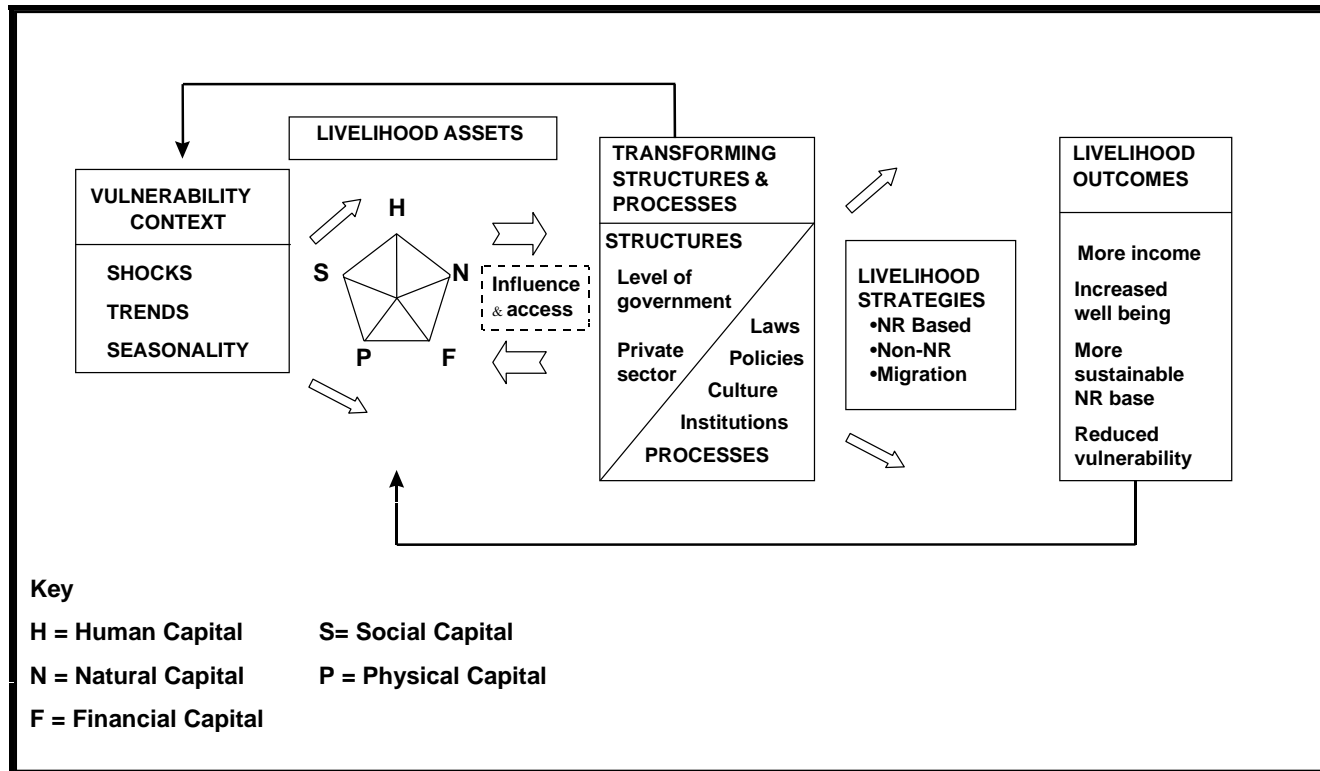 LIVELIHOOD ASSETS
VULNERABILITY
CONTEXT
SHOCKS
TRENDS
SEASONALITY
H
S
N
P
F
Influence
& access
TRANSFORMING
STRUCTURES &
PROCESSES
STRUCTURES
Level of
government
Private
sector
Laws
Policies
Culture
Institutions
PROCESSES
LIVELIHOOD
STRATEGIES
•NR Based
•Non-NR
•Migration
LIVELIHOOD
OUTCOMES
More income
Increased
well being
More
sustainable
NR base
Reduced
vulnerability
Key
H = Human Capital
S= Social Capital
N = Natural Capital
P = Physical Capital
F = Financial Capital